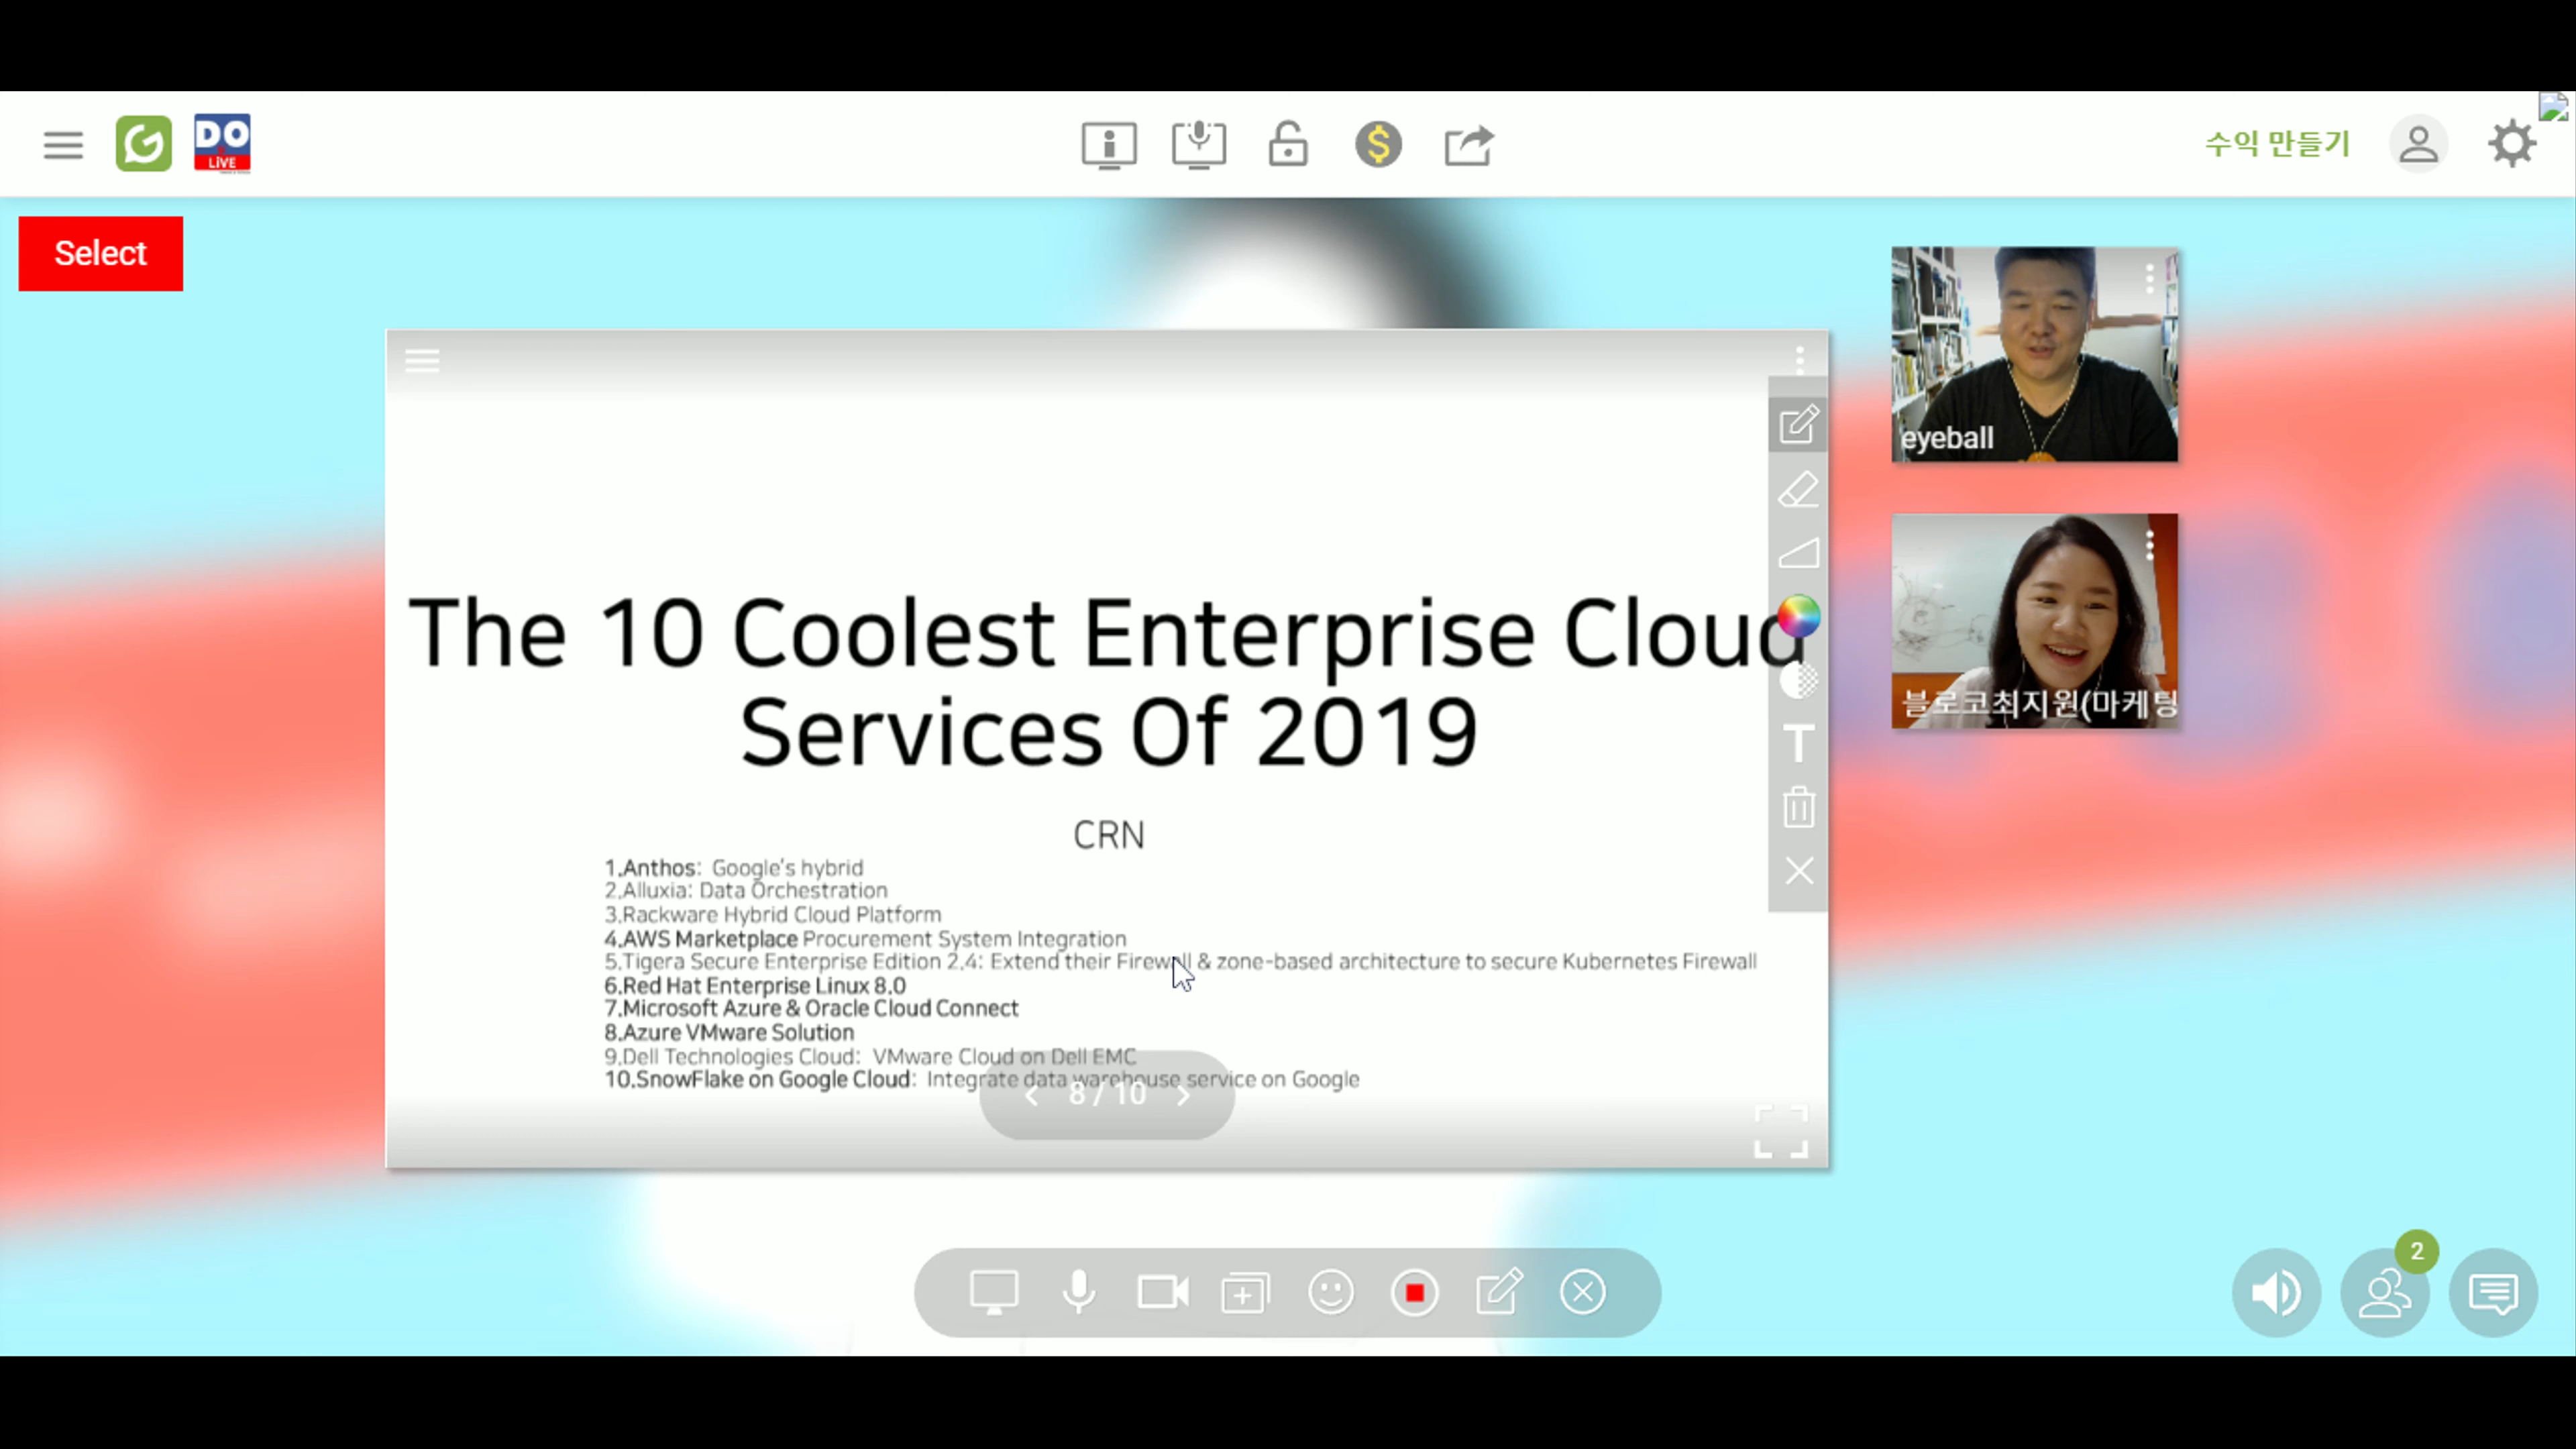 DO
LIVE
수익 만들기
Select
eyeball
블로코최지원(마케팅
The 10 Coolest Enterprise Cloud
Services Of 2019
CRN
1.Anthos: Google's hybrid
2.Alluxia: Data Orchestration
3.Rackware Hybrid Cloud Platform
4.AWS Marketplace Procurement System Integration
5.Tigera Secure Enterprise Edition 2.4: Extend their Firewall & zone-based architecture to secure Kubernetes Firewall
6.Red Hat Enterprise Linux 8.0
7.Microsoft Azure & Oracle Cloud Connect
8.Azure VMware Solution
9.Dell Technologies Cloud: VMware Cloud on Dell EMC
10.SnowFlake on Google Cloud: Integrate data warehouse service on Google
8 / 10
2